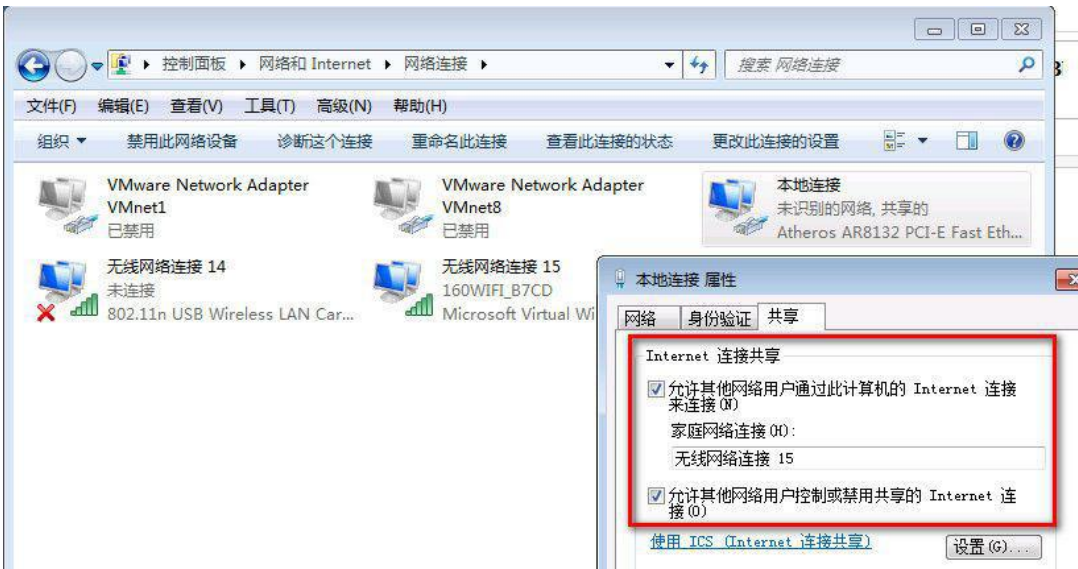 控制面板 ▸ 网络和 Internet ▸ 网络连接 ▸
搜索 网络连接
文件(F) 编辑(E) 查看(V) 工具(T) 高级(N) 帮助(H)
组织 禁用此网络设备 诊断这个连接 重命名此连接 查看此连接的状态 更改此连接的设置
VMware Network Adapter
VMnet1
已禁用
VMware Network Adapter
VMnet8
已禁用
本地连接
未识别的网络, 共享的
Atheros AR8132 PCI-E Fast Eth...
无线网络连接 14
未连接
802.11n USB Wireless LAN Car...
无线网络连接 15
160WIFI_B7CD
Microsoft Virtual Wi
本地连接 属性
网络 身份验证 共享
Internet 连接共享
允许其他网络用户通过此计算机的 Internet 连接
来连接(N)
家庭网络连接(H):
无线网络连接 15
允许其他网络用户控制或禁用共享的 Internet 连
接(O)
使用 ICS (Internet 连接共享)
设置(G)...